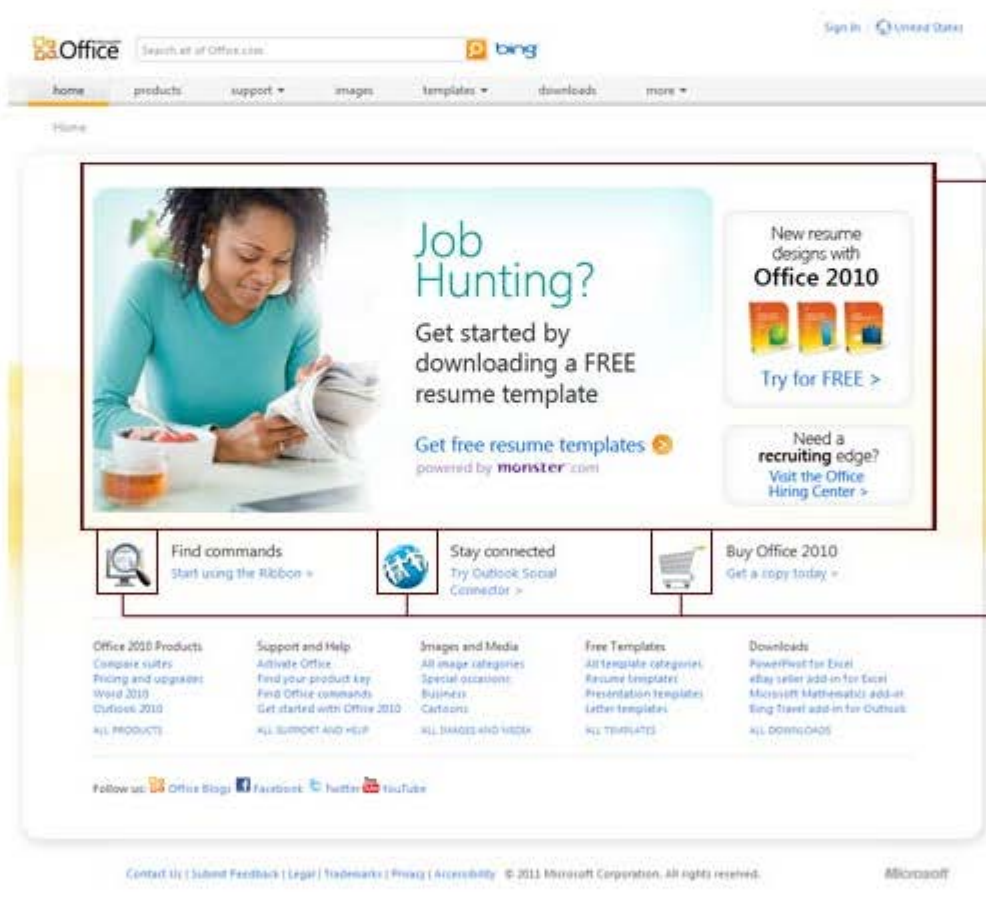 Sign In United States
Office Search all of Office.com bing
home products support images templates downloads more
Home
Job
Hunting?
Get started by
downloading a FREE
resume template
Get free resume templates
powered by monster.com
New resume
designs with
Office 2010
Try for FREE >
Need a
recruiting edge?
Visit the Office
Hiring Center >
Find commands
Start using the Ribbon »
Stay connected
Try Outlook Social
Connector >
Buy Office 2010
Get a copy today »
Office 2010 Products
Compare suites
Pricing and upgrades
Word 2010
Outlook 2010
ALL PRODUCTS
Support and Help
Activate Office
Find your product key
Find Office commands
Get started with Office 2010
ALL SUPPORT AND HELP
Images and Media
All image categories
Special occasions
Business
Cartoons
ALL IMAGES AND MEDIA
Free Templates
All template categories
Resume templates
Presentation templates
Letter templates
ALL TEMPLATES
Downloads
PowerPivot for Excel
eBay seller add-in for Excel
Microsoft Mathematics add-in
Bing Travel add-in for Outlook
ALL DOWNLOADS
Follow us: Office Blogs Facebook Twitter YouTube
Contact Us | Submit Feedback | Legal | Trademarks | Privacy | Accessibility © 2011 Microsoft Corporation. All rights reserved. Microsoft